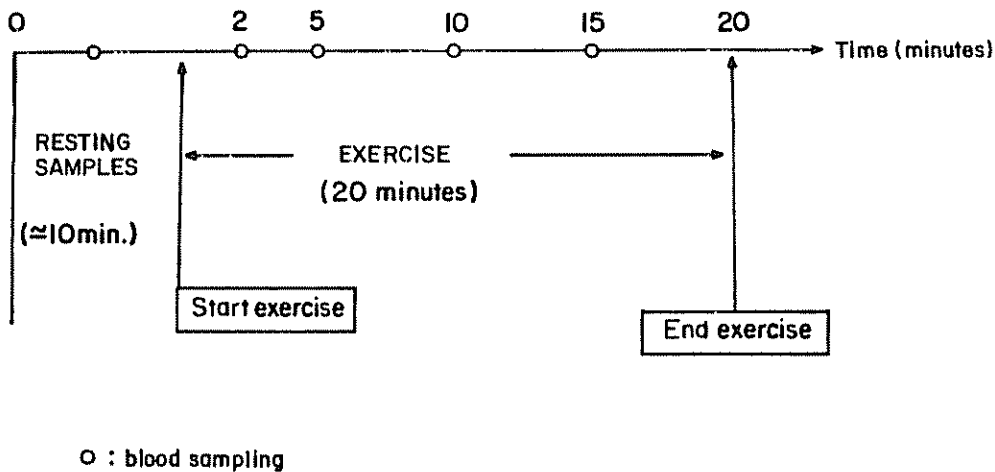 0 2 5 10 15 20
Time (minutes)
RESTING
SAMPLES
(≃10min.)
EXERCISE
(20 minutes)
Start exercise
End exercise
O : blood sampling